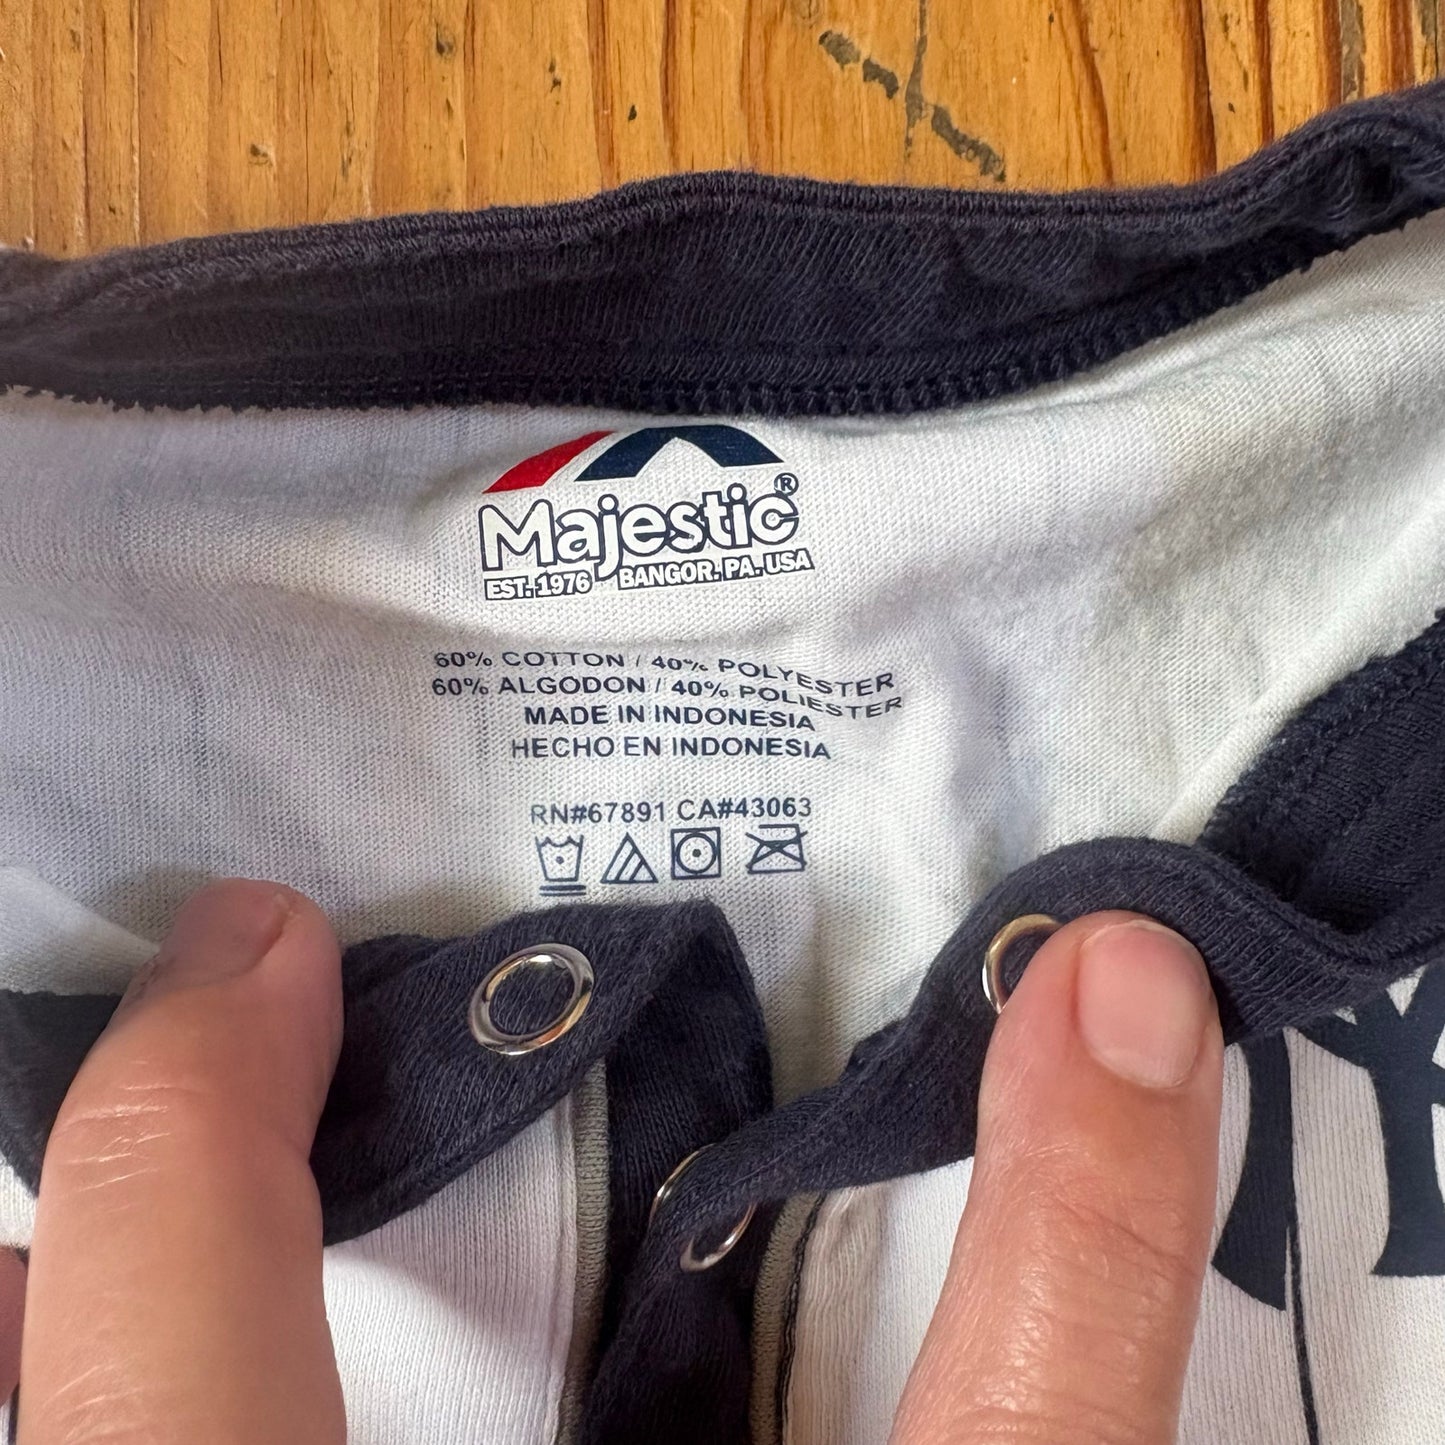 Majestic®
EST. 1976 BANGOR. PA. USA
60% COTTON / 40% POLYESTER
60% ALGODON / 40% POLIESTER
MADE IN INDONESIA
HECHO EN INDONESIA
RN#67891 CA#43063